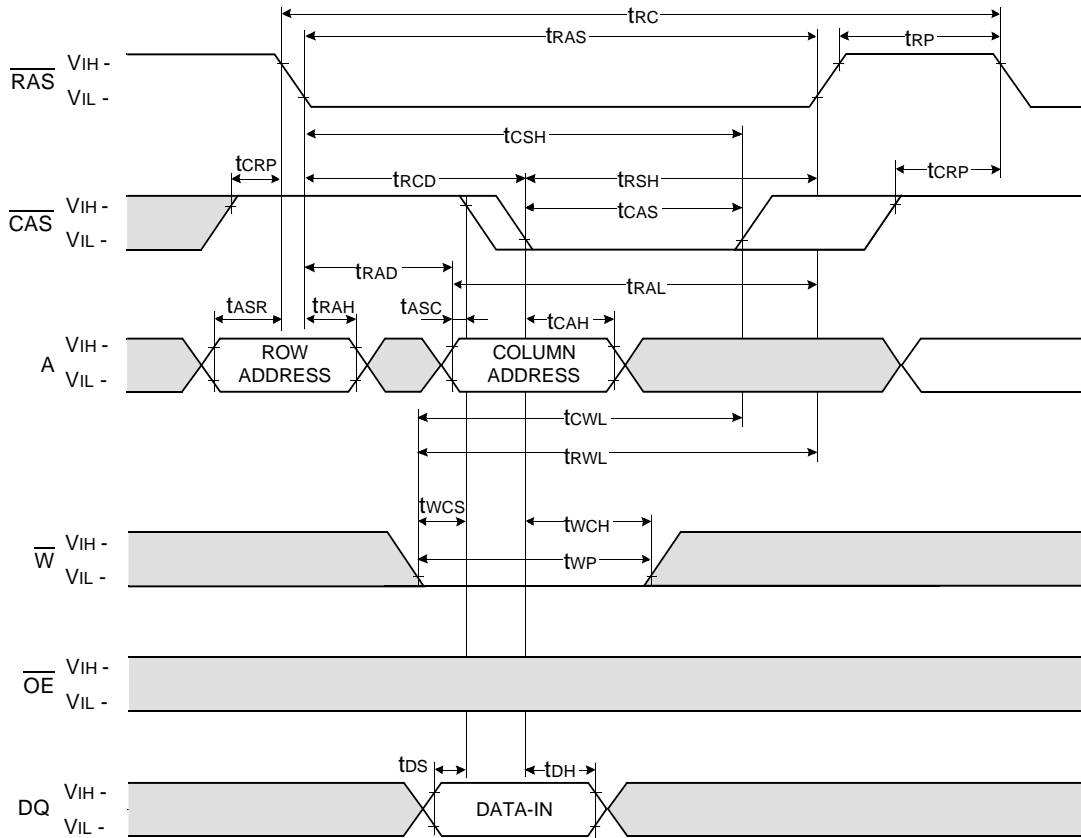 tRC
tRAS
tRP
RAS
VIH -
VIL -
tCSH
tCRP
tRCD
tRSH
tCRP
CAS
VIH -
VIL -
tCAS
tRAD
tRAL
tASR
tRAH
tASC
tCAH
A
VIH -
VIL -
ROW
ADDRESS
COLUMN
ADDRESS
tCWL
tRWL
tWCS
tWCH
W
VIH -
VIL -
tWP
OE
VIH -
VIL -
tDS
tDH
DQ
VIH -
VIL -
DATA-IN